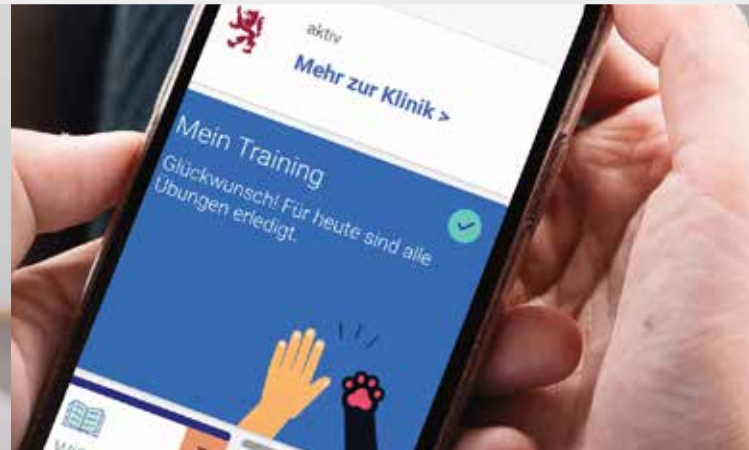 aktiv
Mehr zur Klinik >
Mein Training
Glückwunsch! Für heute sind alle
Übungen erledigt.